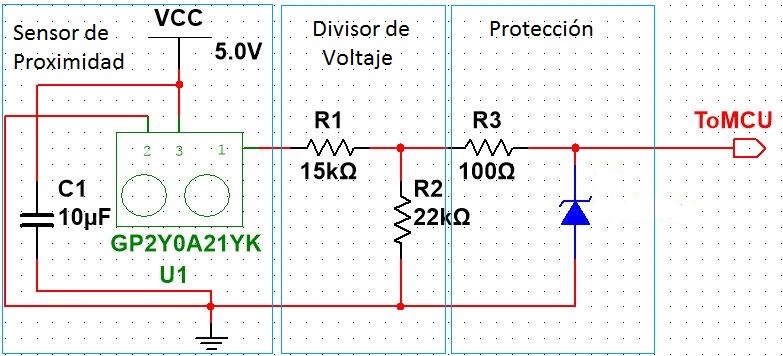 Sensor de
Proximidad
VCC
5.0V
Divisor de
Voltaje
Protección
ToMCU
R1
15kΩ
R3
100Ω
2
3
1
C1
10µF
R2
22kΩ
GP2Y0A21YK
U1